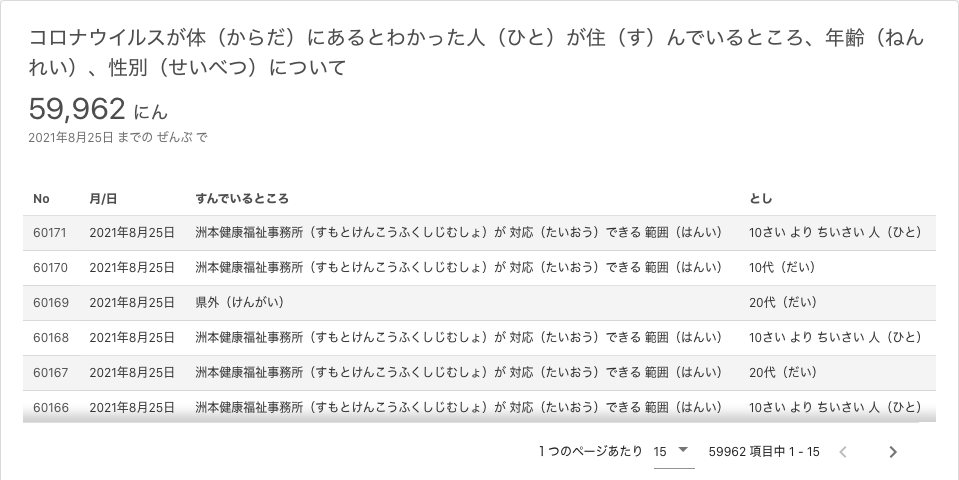 コロナウイルスが体（からだ）にあるとわかった人（ひと）が住（す）んでいるところ、年齢（ねん
れい）、性別（せいべつ）について
59,962 にん
2021年8月25日 までの ぜんぶ で
No 月/日 すんでいるところ とし
60171 2021年8月25日 洲本健康福祉事務所（すもとけんこうふくしじむしょ）が 対応（たいおう）できる 範囲（はんい） 10さい より ちいさい 人（ひと）
60170 2021年8月25日 洲本健康福祉事務所（すもとけんこうふくしじむしょ）が 対応（たいおう）できる 範囲（はんい） 10代（だい）
60169 2021年8月25日 県外（けんがい） 20代（だい）
60168 2021年8月25日 洲本健康福祉事務所（すもとけんこうふくしじむしょ）が 対応（たいおう）できる 範囲（はんい） 10さい より ちいさい 人（ひと）
60167 2021年8月25日 洲本健康福祉事務所（すもとけんこうふくしじむしょ）が 対応（たいおう）できる 範囲（はんい） 20代（だい）
60166 2021年8月25日 洲本健康福祉事務所（すもとけんこうふくしじむしょ）が 対応（たいおう）できる 範囲（はんい） 10さい より ちいさい 人（ひと）
1 つのページあたり 15 59962 項目中 1 - 15